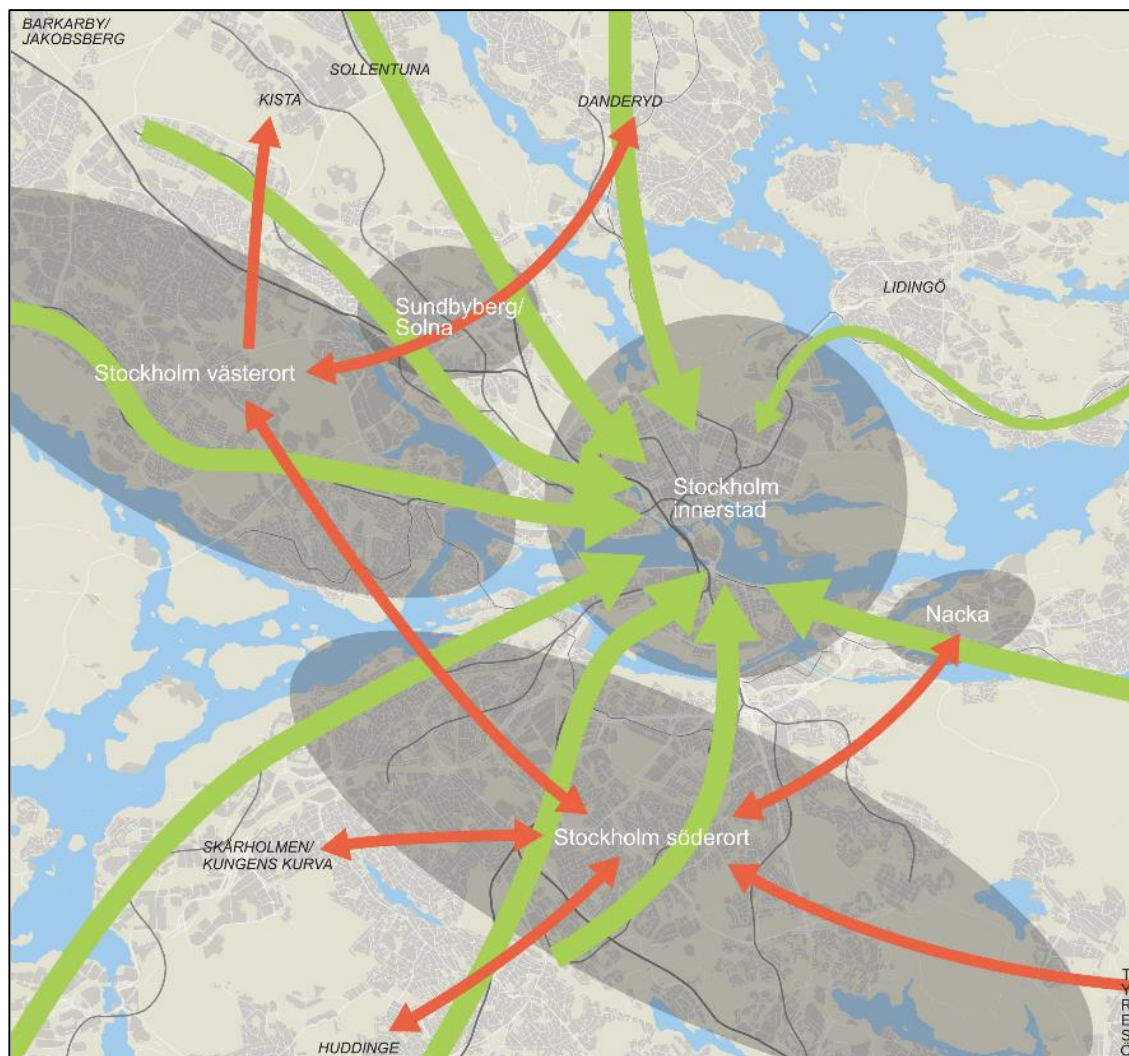 BARKARBY/
JAKOBSBERG
SOLLENTUNA
KISTA
DANDERYD
LIDINGÖ
Sundbyberg/
Solna
Stockholm västerort
Stockholm
innerstad
Nacka
Stockholm söderort
SKÄRHOLMEN/
KUNGENS KURVA
HUDDINGE
T
Y
R
E
S